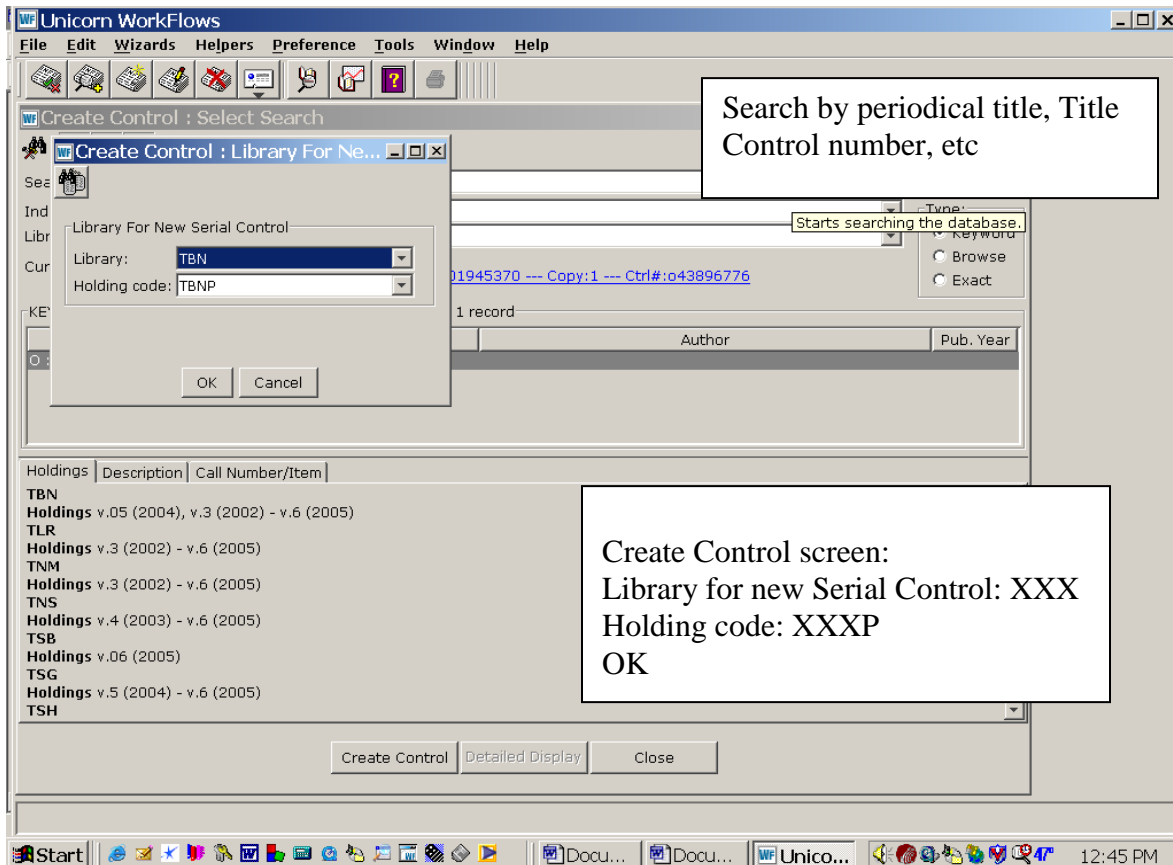 Unicorn WorkFlows
File Edit Wizards Helpers Preference Tools Window Help
Create Control : Select Search
Search by periodical title, Title
Control number, etc
Create Control : Library For Ne...
Sea
Ind
Libr
Cur
Library For New Serial Control
Library: TBN
Holding code: TBNP
OK Cancel
Type:
Starts searching the database.
Keyword
Browse
Exact
01945370 --- Copy:1 --- Ctrl#:o43896776
KE
1 record
Author Pub. Year
O :
Holdings Description Call Number/Item
TBN
Holdings v.05 (2004), v.3 (2002) - v.6 (2005)
TLR
Holdings v.3 (2002) - v.6 (2005)
TNM
Holdings v.3 (2002) - v.6 (2005)
TNS
Holdings v.4 (2003) - v.6 (2005)
TSB
Holdings v.06 (2005)
TSG
Holdings v.5 (2004) - v.6 (2005)
TSH
Create Control screen:
Library for new Serial Control: XXX
Holding code: XXXP
OK
Create Control Detailed Display Close
Start Docu... Docu... Unico... 47° 12:45 PM